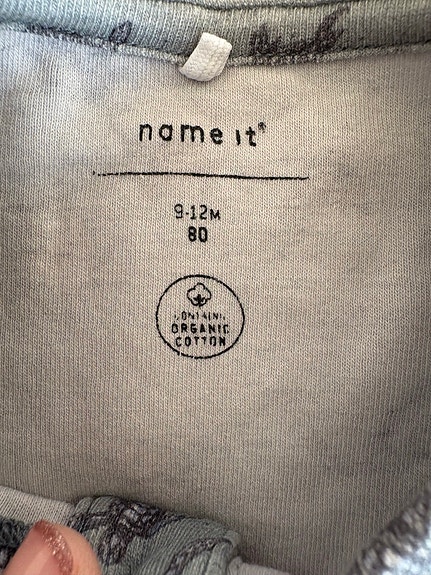 name it®
9-12M
80
CONTAINS
ORGANIC
COTTON